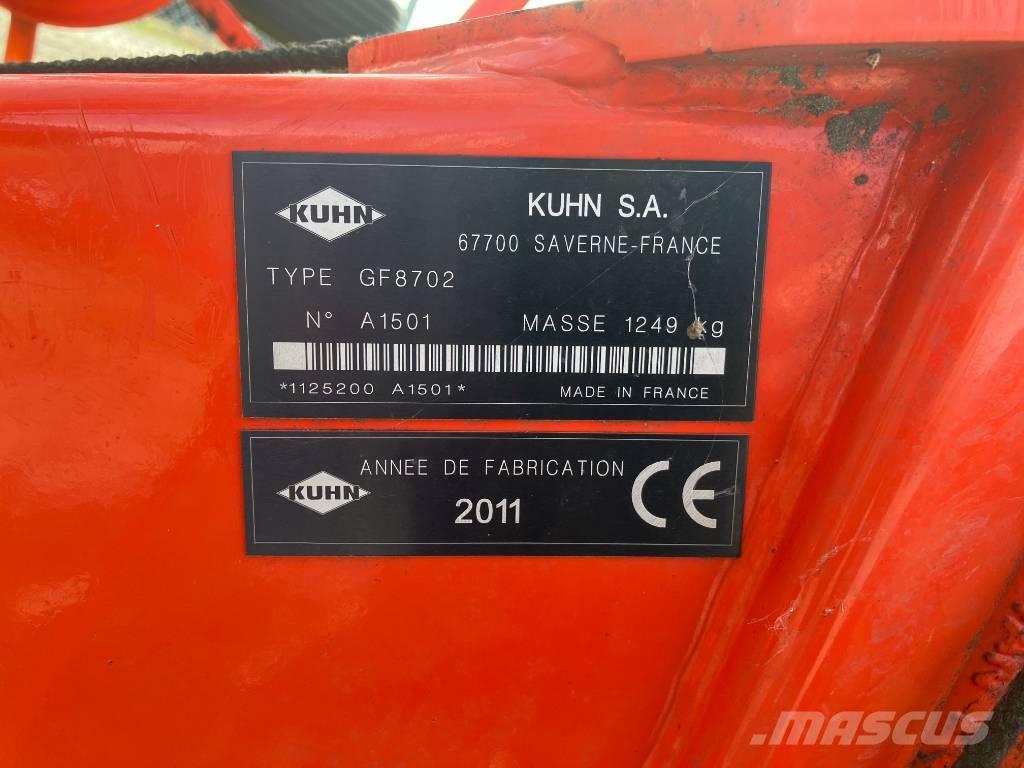 KUHN
KUHN S.A.
67700 SAVERNE-FRANCE
TYPE GF8702
N° A1501 MASSE 1249 kg
*1125200 A1501* MADE IN FRANCE
KUHN
ANNEE DE FABRICATION
2011
CE
MASCUS